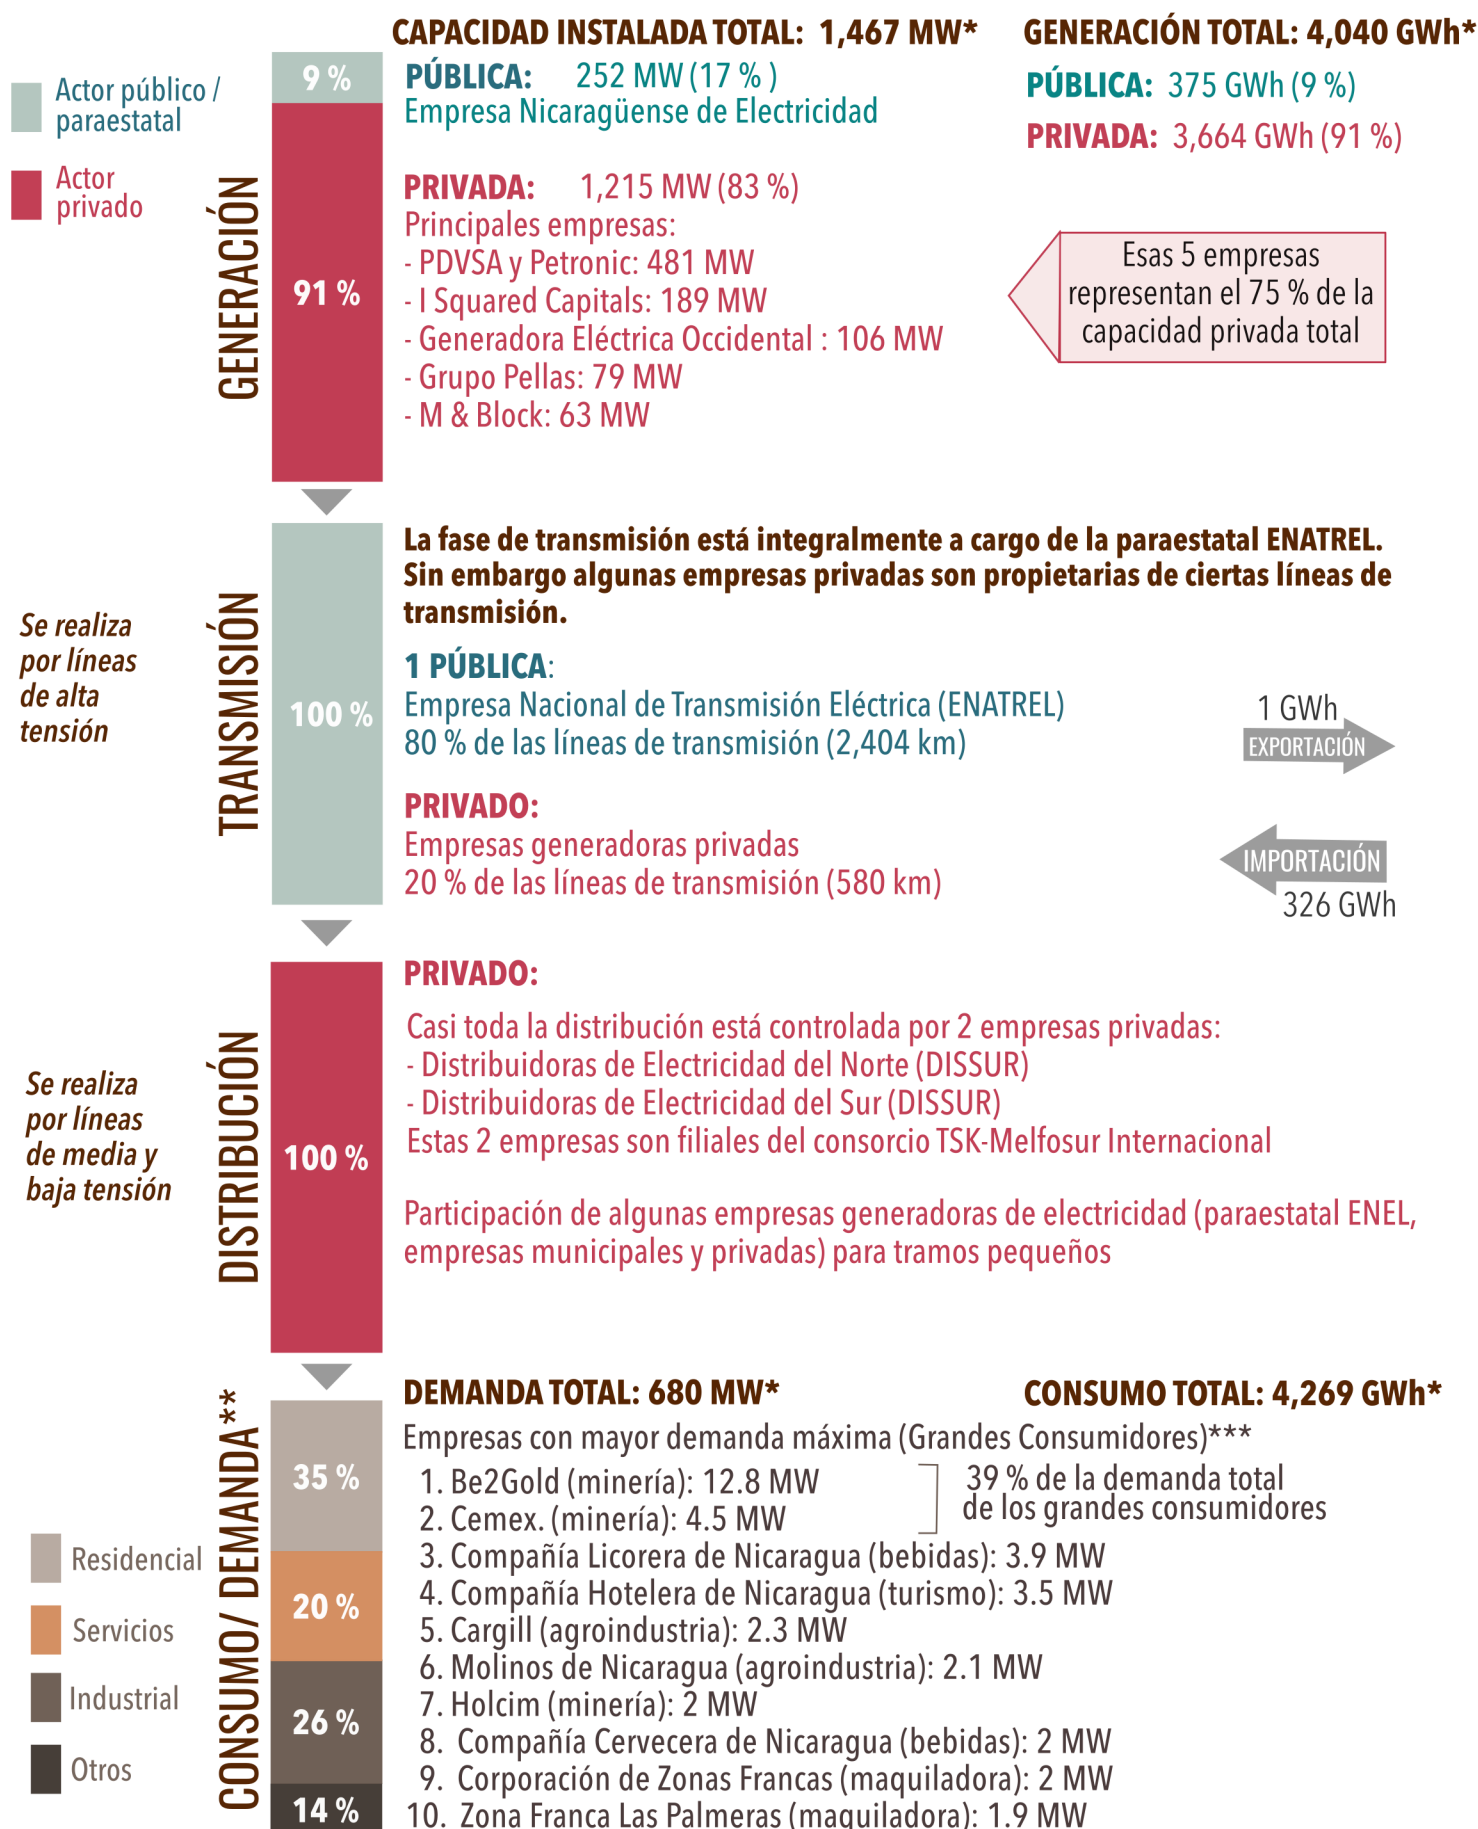 CAPACIDAD INSTALADA TOTAL: 1,467 MW*
GENERACIÓN TOTAL: 4,040 GWh*
Actor público /
paraestatal
Actor
privado
GENERACIÓN
9 %
91 %
PÚBLICA: 252 MW (17 % )
Empresa Nicaragüense de Electricidad
PÚBLICA: 375 GWh (9 %)
PRIVADA: 3,664 GWh (91 %)
PRIVADA: 1,215 MW (83 %)
Principales empresas:
- PDVSA y Petronic: 481 MW
- I Squared Capitals: 189 MW
- Generadora Eléctrica Occidental : 106 MW
- Grupo Pellas: 79 MW
- M & Block: 63 MW
Esas 5 empresas
representan el 75 % de la
capacidad privada total
Se realiza
por líneas
de alta
tensión
TRANSMISIÓN
100 %
La fase de transmisión está integralmente a cargo de la paraestatal ENATREL.
Sin embargo algunas empresas privadas son propietarias de ciertas líneas de
transmisión.
1 PÚBLICA:
Empresa Nacional de Transmisión Eléctrica (ENATREL)
80 % de las líneas de transmisión (2,404 km)
1 GWh
EXPORTACIÓN
PRIVADO:
Empresas generadoras privadas
20 % de las líneas de transmisión (580 km)
IMPORTACIÓN
326 GWh
Se realiza
por líneas
de media y
baja tensión
DISTRIBUCIÓN
100 %
PRIVADO:
Casi toda la distribución está controlada por 2 empresas privadas:
- Distribuidoras de Electricidad del Norte (DISSUR)
- Distribuidoras de Electricidad del Sur (DISSUR)
Estas 2 empresas son filiales del consorcio TSK-Melfosur Internacional
Participación de algunas empresas generadoras de electricidad (paraestatal ENEL,
empresas municipales y privadas) para tramos pequeños
CONSUMO/ DEMANDA**
35 %
20 %
26 %
14 %
Residencial
Servicios
Industrial
Otros
DEMANDA TOTAL: 680 MW*
CONSUMO TOTAL: 4,269 GWh*
Empresas con mayor demanda máxima (Grandes Consumidores)***
1. Be2Gold (minería): 12.8 MW
2. Cemex. (minería): 4.5 MW
39 % de la demanda total
de los grandes consumidores
3. Compañía Licorera de Nicaragua (bebidas): 3.9 MW
4. Compañía Hotelera de Nicaragua (turismo): 3.5 MW
5. Cargill (agroindustria): 2.3 MW
6. Molinos de Nicaragua (agroindustria): 2.1 MW
7. Holcim (minería): 2 MW
8. Compañía Cervecera de Nicaragua (bebidas): 2 MW
9. Corporación de Zonas Francas (maquiladora): 2 MW
10. Zona Franca Las Palmeras (maquiladora): 1.9 MW